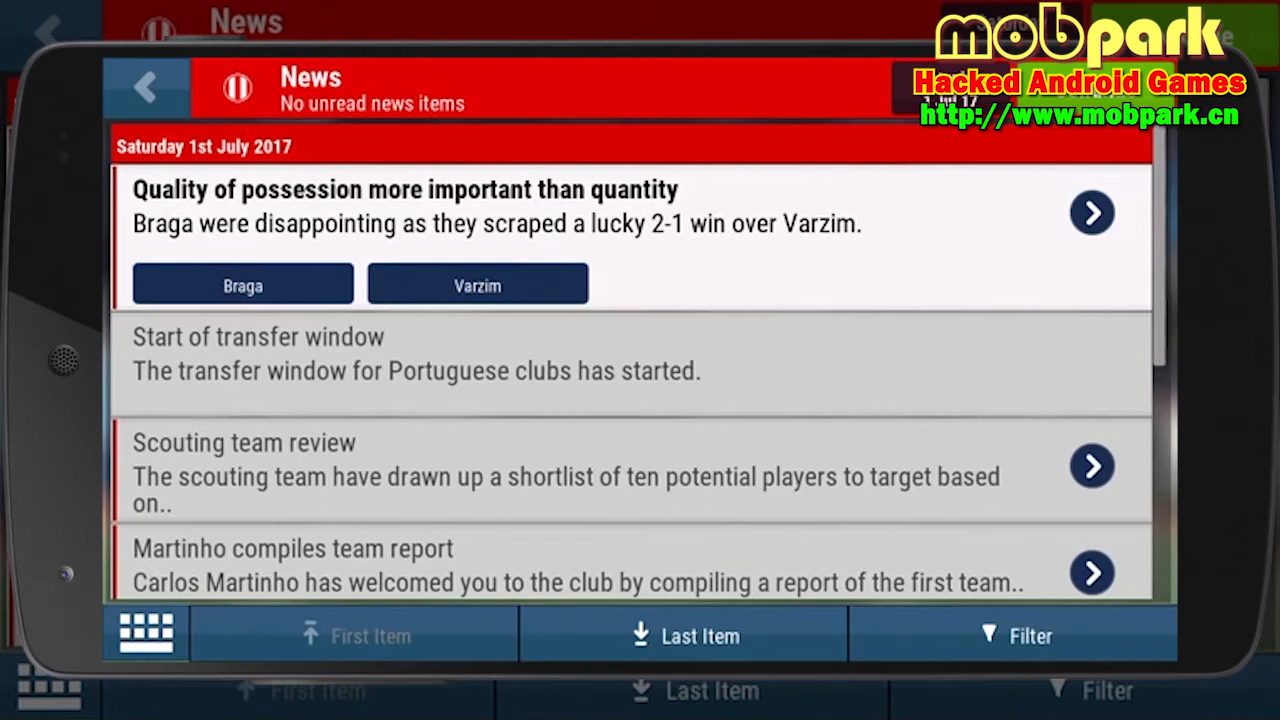 News
mobpark
Hacked Android Games
http://www.mobpark.cn
News
No unread news items
Saturday 1st July 2017
Quality of possession more important than quantity
Braga were disappointing as they scraped a lucky 2-1 win over Varzim.
Braga
Varzim
Start of transfer window
The transfer window for Portuguese clubs has started.
Scouting team review
The scouting team have drawn up a shortlist of ten potential players to target based
on..
Martinho compiles team report
Carlos Martinho has welcomed you to the club by compiling a report of the first team..
First Item
Last Item
Filter
First Item
Last Item
Filter